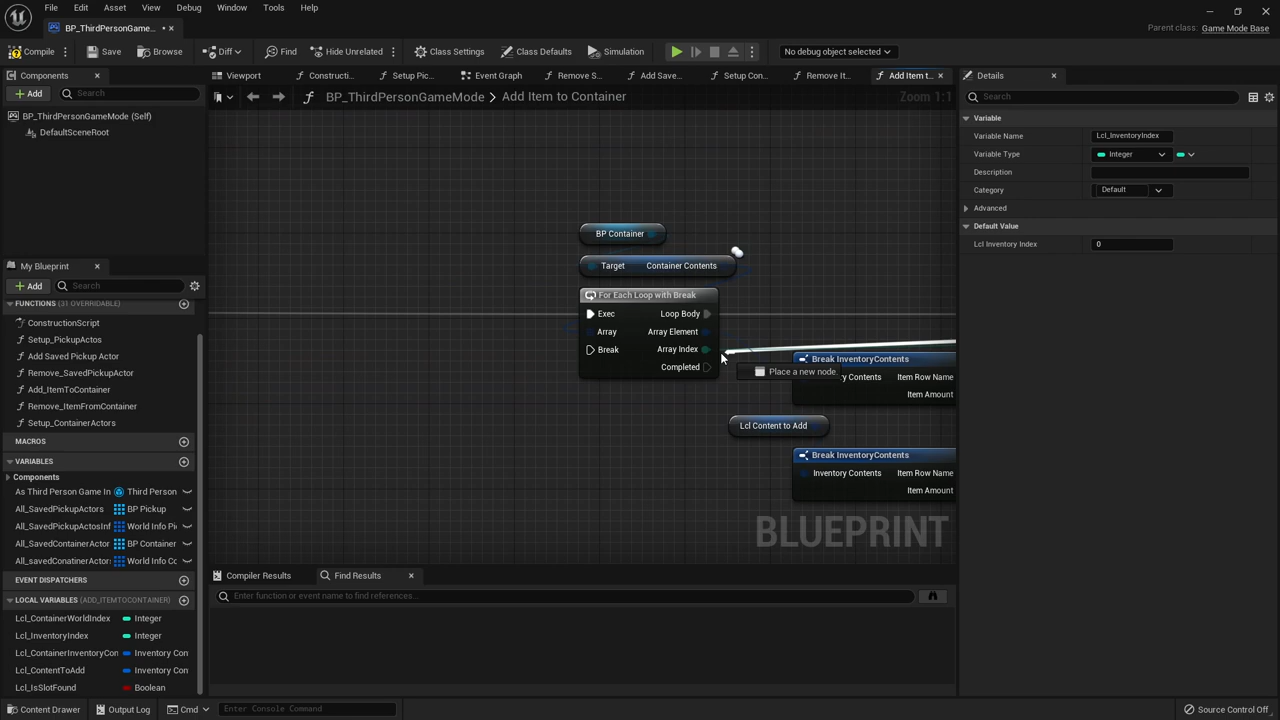 File Edit Asset View Debug Window Tools Help
BP_ThirdPersonGame...
Parent class: Game Mode Base
Compile Save Browse Diff Find Hide Unrelated Class Settings Class Defaults Simulation No debug object selected
Components
Viewport Constructi... Setup Pic... Event Graph Remove S... Add Save... Setup Con... Remove It... Add Item t...
Details
Add Search
BP_ThirdPersonGameMode > Add Item to Container
Zoom 1:1
Search
BP_ThirdPersonGameMode (Self)
DefaultSceneRoot
Variable
Variable Name Lcl_InventoryIndex
Variable Type Integer
Description
Category Default
Advanced
Default Value
Lcl Inventory Index 0
BP Container
Target Container Contents
For Each Loop with Break
Exec Loop Body
Array Array Element
Break Array Index
Completed
Place a new node.
Break InventoryContents
ry Contents Item Row Name
Item Amount
Lcl Content to Add
Break InventoryContents
Inventory Contents Item Row Name
Item Amount
BLUEPRINT
My Blueprint
Add Search
FUNCTIONS (31 OVERRIDABLE)
ConstructionScript
Setup_PickupActos
Add Saved Pickup Actor
Remove_SavedPickupActor
Add_ItemToContainer
Remove_ItemFromContainer
Setup_ContainerActors
MACROS
VARIABLES
Components
As Third Person Game In Third Person
All_SavedPickupActors BP Pickup
All_SavedPickupActosInf World Info Pi
All_SavedContainerActor BP Container
All_savedConatinerActors World Info Co
EVENT DISPATCHERS
LOCAL VARIABLES (ADD_ITEMTOCONTAINER)
Lcl_ContainerWorldIndex Integer
Lcl_InventoryIndex Integer
Lcl_ContainerInventoryCon Inventory Con
Lcl_ContentToAdd Inventory Con
Lcl_IsSlotFound Boolean
Compiler Results Find Results
Enter function or event name to find references...
Content Drawer Output Log Cmd Enter Console Command
Source Control Off